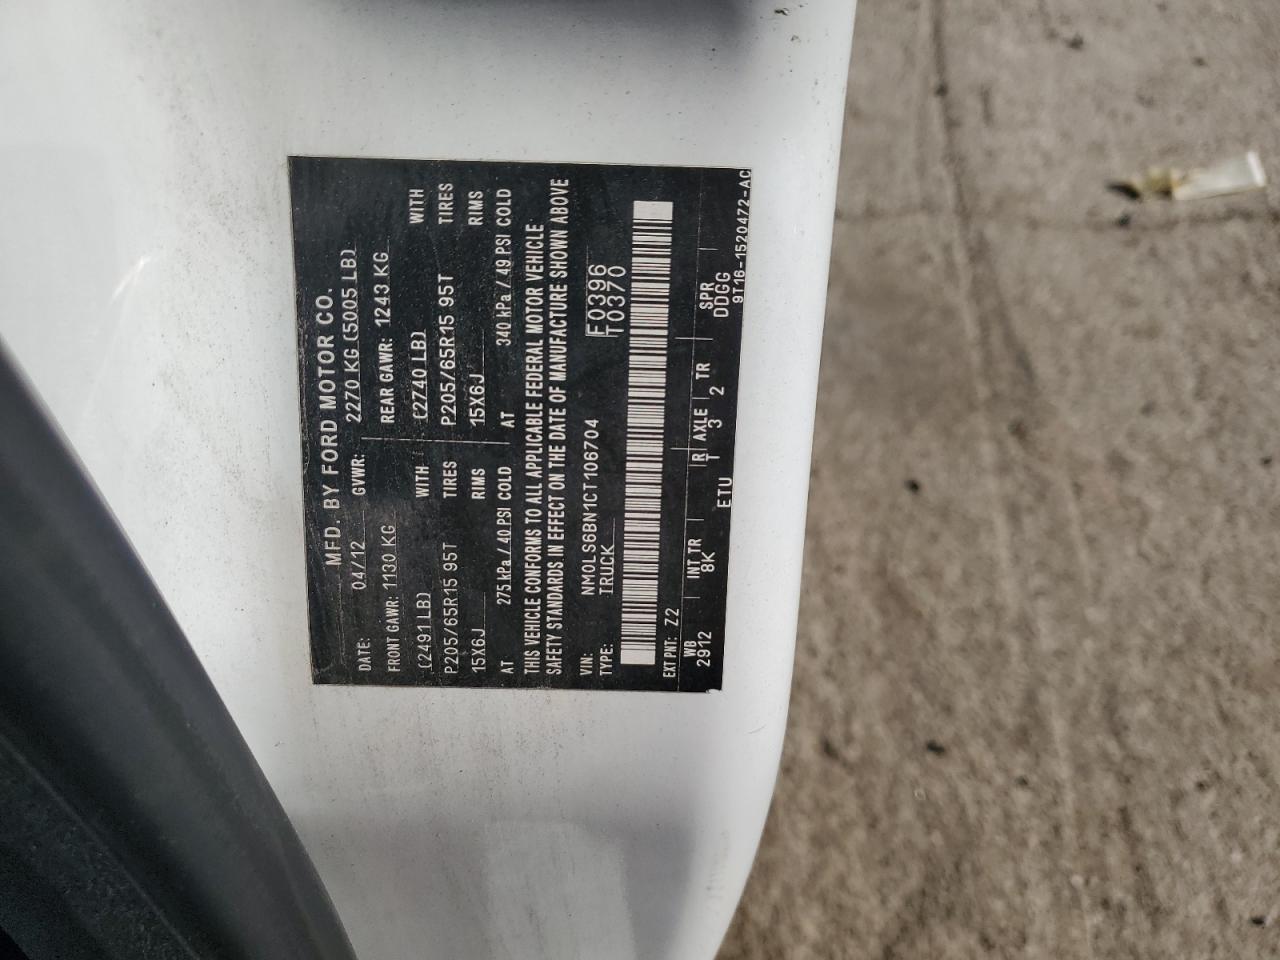 MFD. BY FORD MOTOR CO.
DATE: 04/12 GVWR: 2270 KG (5005 LB)
FRONT GAWR: 1130 KG REAR GAWR: 1243 KG
(2491LB) WITH (2740 LB) WITH
P205/65R15 95T TIRES P205/65R15 95T TIRES
15X6J RIMS 15X6J RIMS
AT 275 kPa / 40 PSI COLD AT 340 kPa / 49 PSI COLD
THIS VEHICLE CONFORMS TO ALL APPLICABLE FEDERAL MOTOR VEHICLE
SAFETY STANDARDS IN EFFECT ON THE DATE OF MANUFACTURE SHOWN ABOVE
VIN: NM0LS6BN1CT106704 F0396
TYPE: TRUCK T0370
EXT PNT: Z2
WB INT TR R AXLE TR SPR
2912 8K ETU T 3 2 DDGG
9T16-1520472-AC